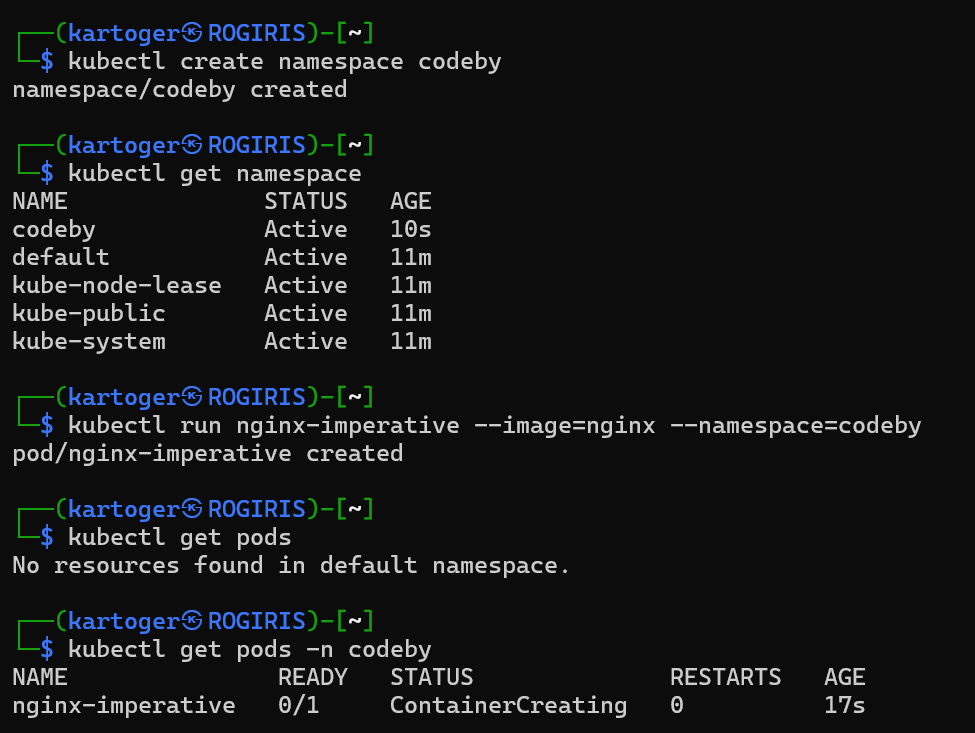 ┌──(kartoger㉿ROGIRIS)-[~]
└─$ kubectl create namespace codeby
namespace/codeby created
┌──(kartoger㉿ROGIRIS)-[~]
└─$ kubectl get namespace
NAME              STATUS   AGE
codeby            Active   10s
default           Active   11m
kube-node-lease   Active   11m
kube-public       Active   11m
kube-system       Active   11m
┌──(kartoger㉿ROGIRIS)-[~]
└─$ kubectl run nginx-imperative --image=nginx --namespace=codeby
pod/nginx-imperative created
┌──(kartoger㉿ROGIRIS)-[~]
└─$ kubectl get pods
No resources found in default namespace.
┌──(kartoger㉿ROGIRIS)-[~]
└─$ kubectl get pods -n codeby
NAME               READY   STATUS              RESTARTS   AGE
nginx-imperative   0/1     ContainerCreating   0          17s